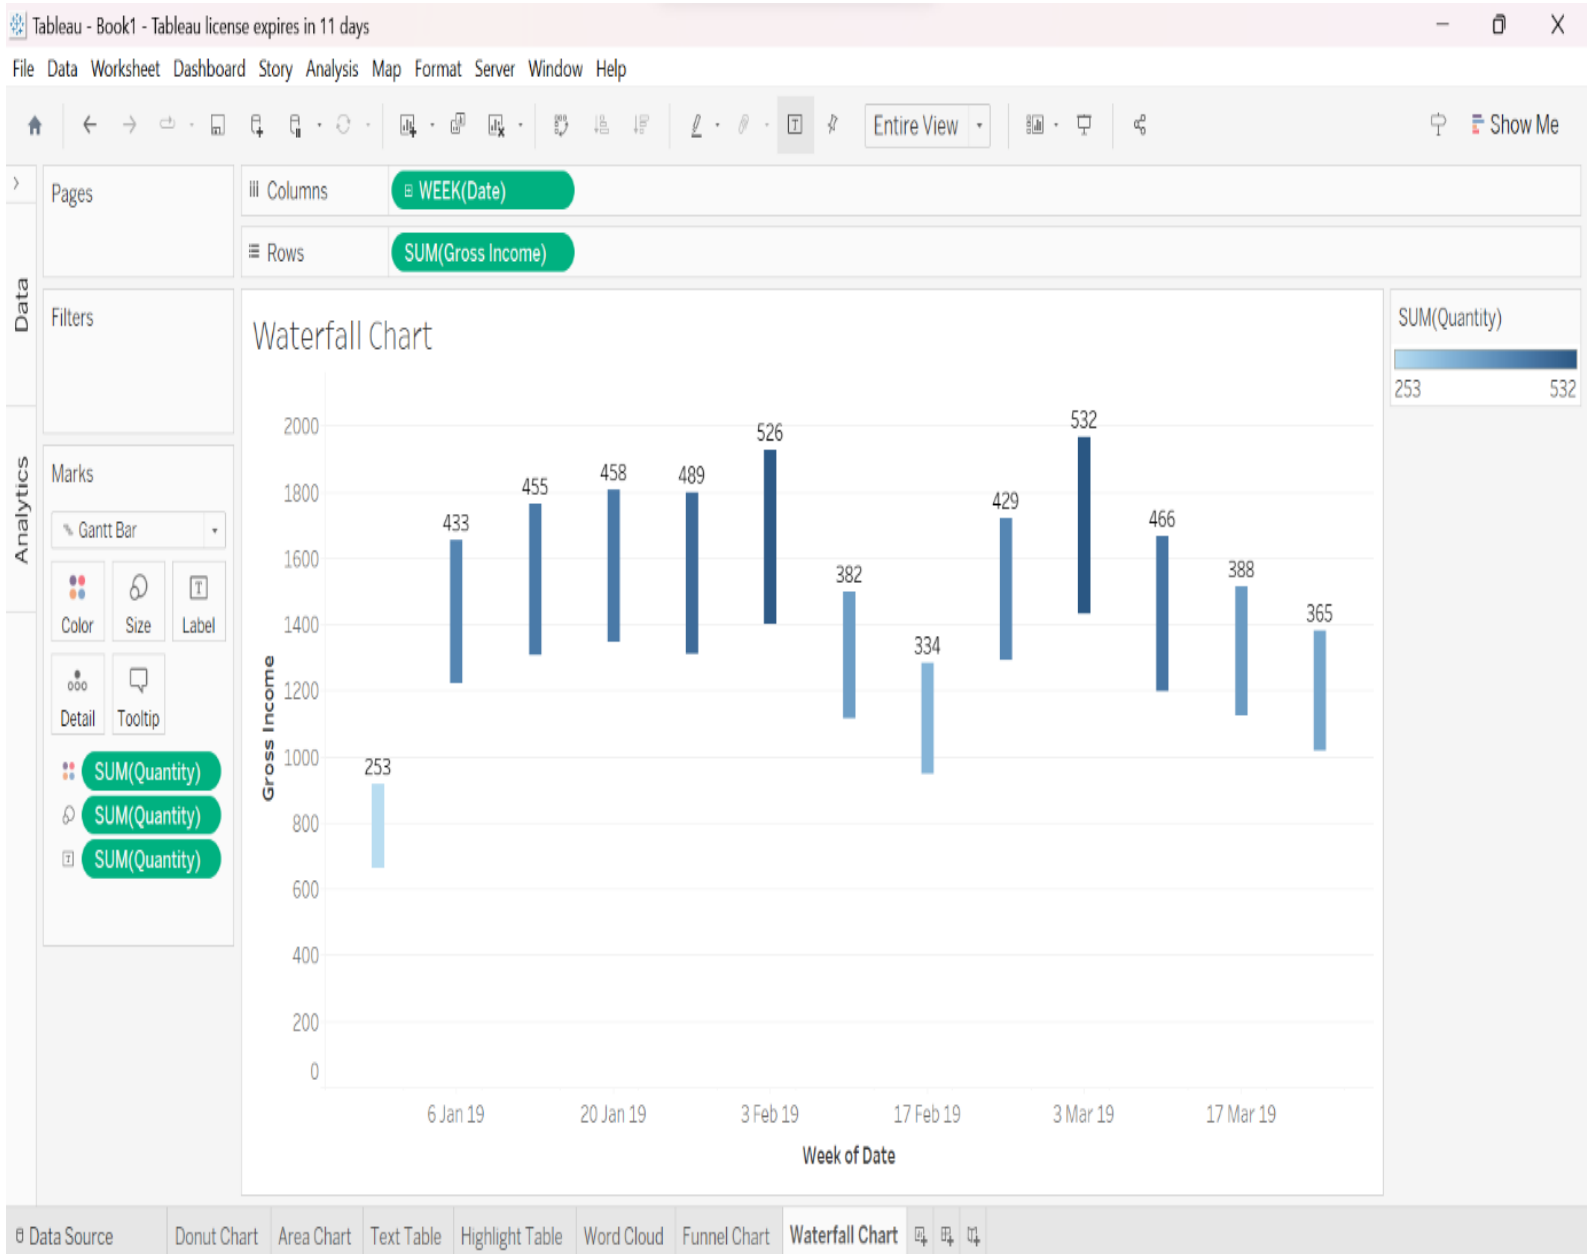 Tableau - Book1 - Tableau license expires in 11 days
File Data Worksheet Dashboard Story Analysis Map Format Server Window Help
Entire View
Show Me
Pages
Columns
WEEK(Date)
Rows
SUM(Gross Income)
Data
Analytics
Filters
Marks
Gantt Bar
Color Size Label
Detail Tooltip
SUM(Quantity)
SUM(Quantity)
SUM(Quantity)
Waterfall Chart
Gross Income
2000
1800
1600
1400
1200
1000
800
600
400
200
0
253 433 455 458 489 526 382 334 429 532 466 388 365
6 Jan 19 20 Jan 19 3 Feb 19 17 Feb 19 3 Mar 19 17 Mar 19
Week of Date
SUM(Quantity)
253 532
Data Source Donut Chart Area Chart Text Table Highlight Table Word Cloud Funnel Chart Waterfall Chart